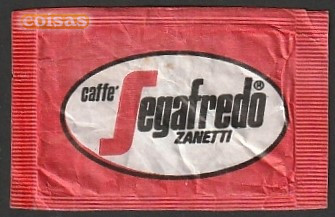 coisas
caffe'
Segafredo®
ZANETTI